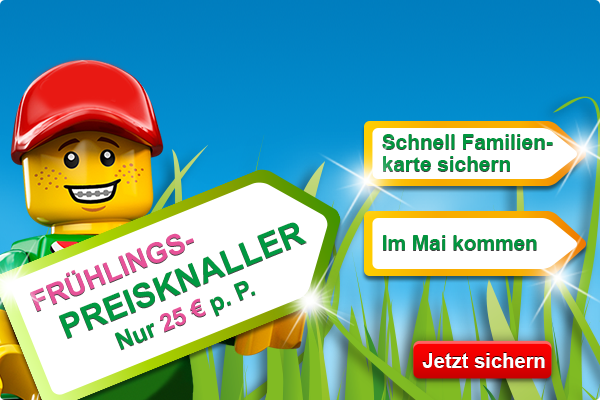 FRÜHLINGS-
PREISKNALLER
Nur 25 € p. P.
Schnell Familien-
karte sichern
Im Mai kommen
Jetzt sichern